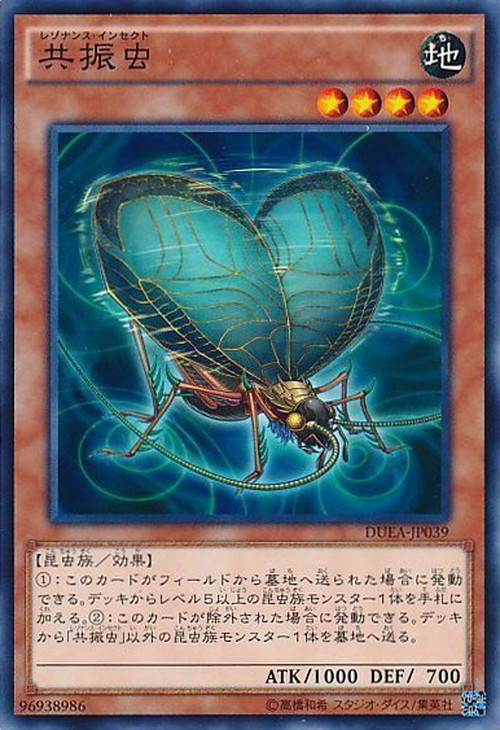 レゾナンス・インセクト
共振虫
地
DUEA-JP039
【昆虫族／効果】
①：このカードがフィールドから墓地へ送られた場合に発動
できる。デッキからレベル５以上の昆虫族モンスター１体を手札に
加える。②：このカードが除外された場合に発動できる。デッキ
から「共振虫」以外の昆虫族モンスター１体を墓地へ送る。
ATK/1000 DEF/ 700
96938986
©高橋和希 スタジオ・ダイス/集英社